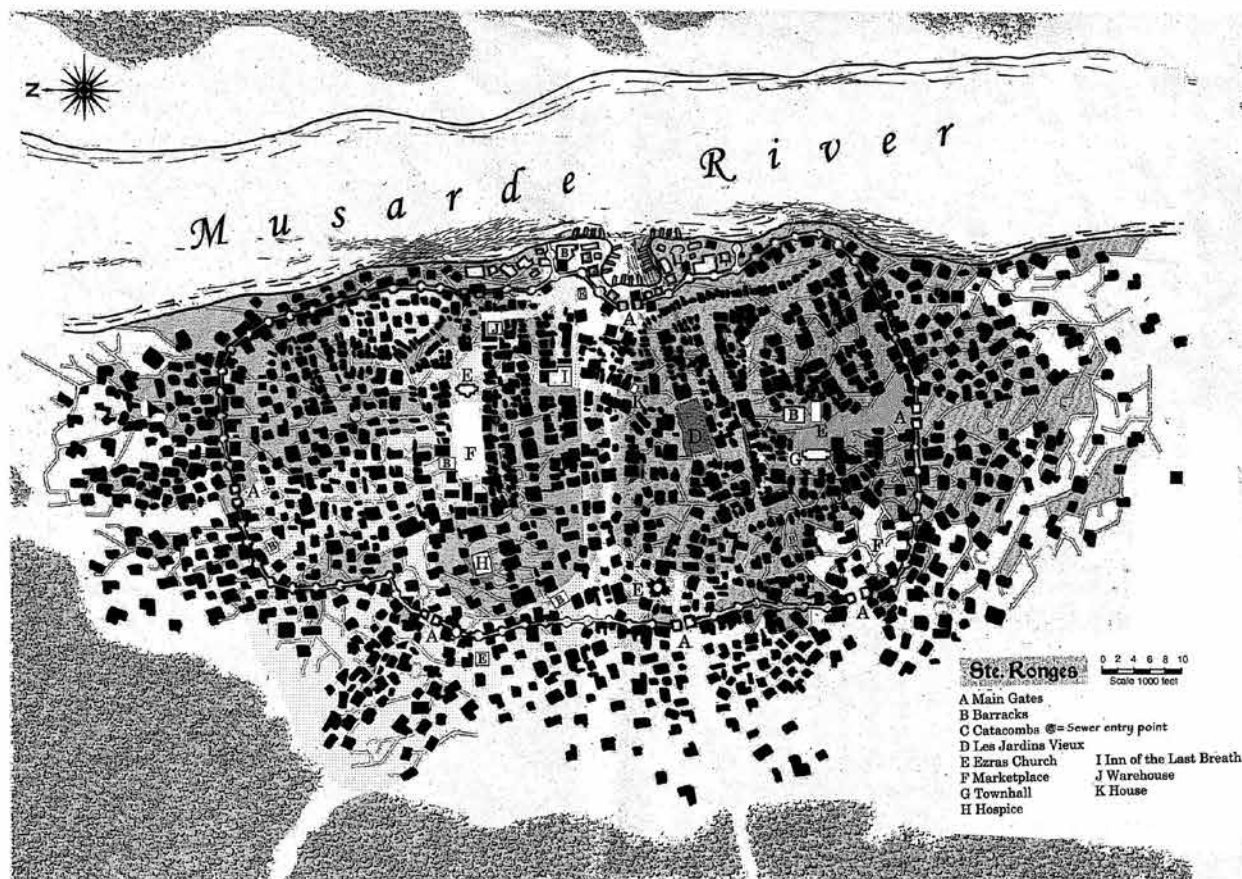 N
Musarde River
B
B
A
J
E
I
K
B
A
D
E
F
G
B
A
B
F
H
B
E
A
A
A
E
Ste. Ronges
0 2 4 6 8 10
Scale 1000 feet
A Main Gates
B Barracks
C Catacombs @= Sewer entry point
D Les Jardins Vieux
E Ezras Church
F Marketplace
G Townhall
H Hospice
I Inn of the Last Breath
J Warehouse
K House